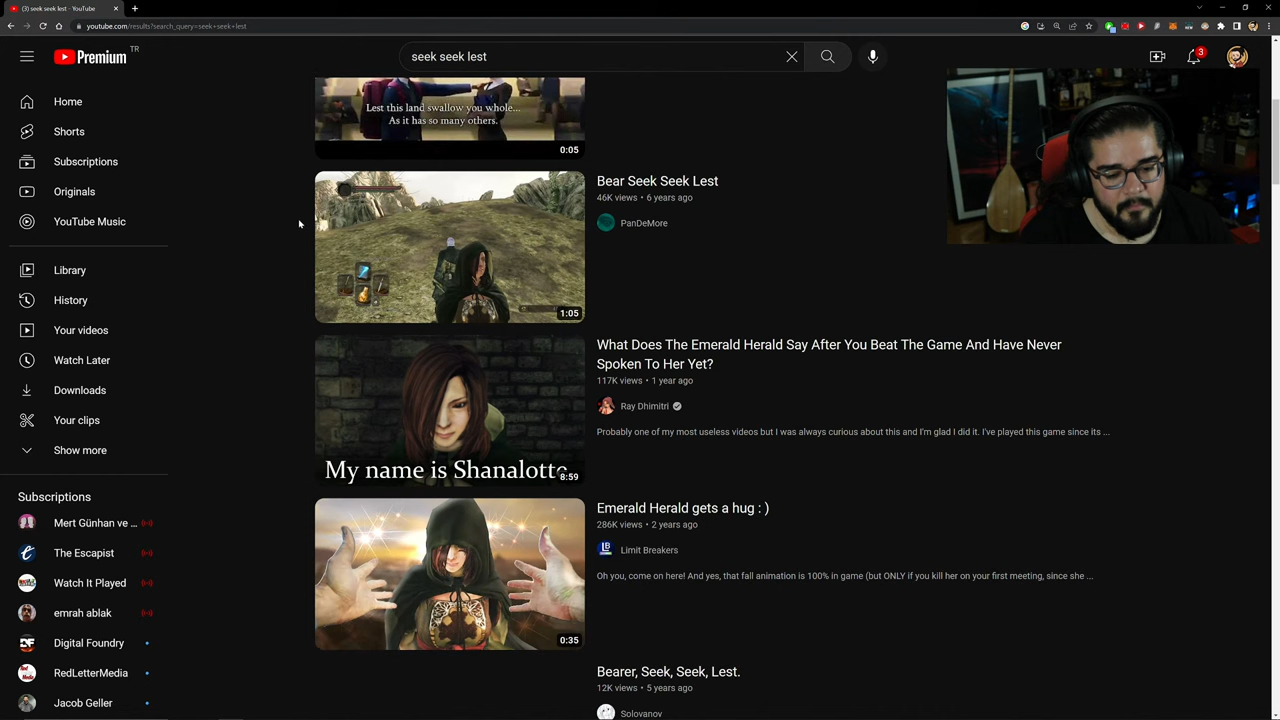 (3) seek seek lest - YouTube
youtube.com/results?search_query=seek+seek+lest
Premium
TR
seek seek lest
3
Home
Shorts
Subscriptions
Originals
YouTube Music
Library
History
Your videos
Watch Later
Downloads
Your clips
Show more
Subscriptions
Mert Günhan ve ...
The Escapist
Watch It Played
emrah ablak
Digital Foundry
RedLetterMedia
Jacob Geller
Lest this land swallow you whole...
As it has so many others.
0:05
1:05
Bear Seek Seek Lest
46K views • 6 years ago
PanDeMore
My name is Shanalotte
8:59
What Does The Emerald Herald Say After You Beat The Game And Have Never
Spoken To Her Yet?
117K views • 1 year ago
Ray Dhimitri
Probably one of my most useless videos but I was always curious about this and I'm glad I did it. I've played this game since its ...
0:35
Emerald Herald gets a hug : )
286K views • 2 years ago
LB
Limit Breakers
Oh you, come on here! And yes, that fall animation is 100% in game (but ONLY if you kill her on your first meeting, since she ...
Bearer, Seek, Seek, Lest.
12K views • 5 years ago
Solovanov